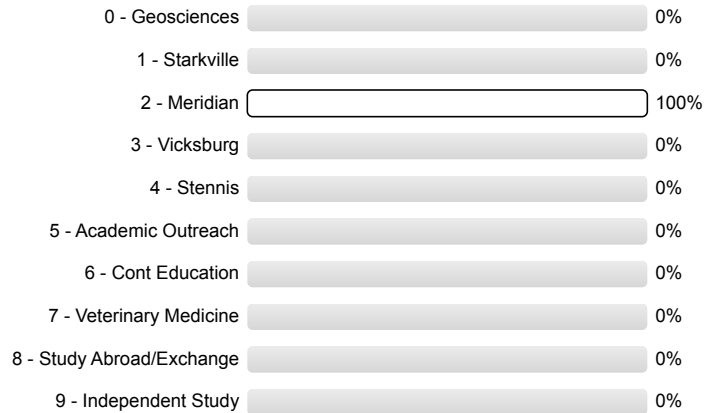 0 - Geosciences 0%
1 - Starkville 0%
2 - Meridian 100%
3 - Vicksburg 0%
4 - Stennis 0%
5 - Academic Outreach 0%
6 - Cont Education 0%
7 - Veterinary Medicine 0%
8 - Study Abroad/Exchange 0%
9 - Independent Study 0%